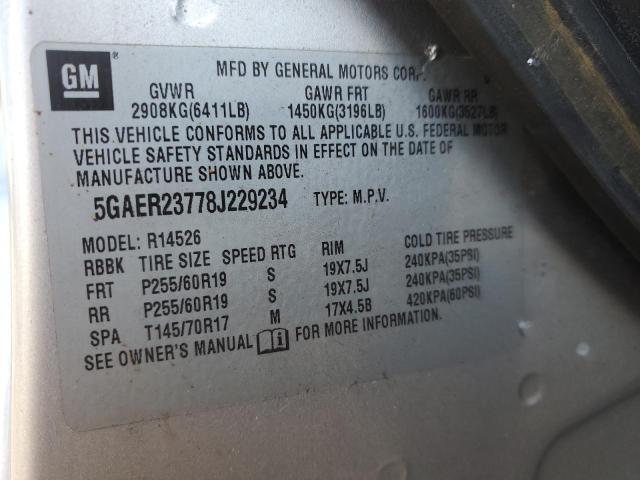 GM
MFD BY GENERAL MOTORS CORP.
GVWR GAWR FRT GAWR RR
2908KG(6411LB) 1450KG(3196LB) 1600KG(3527LB)
THIS VEHICLE CONFORMS TO ALL APPLICABLE U.S. FEDERAL MOTOR
VEHICLE SAFETY STANDARDS IN EFFECT ON THE DATE OF
MANUFACTURE SHOWN ABOVE.
5GAER23778J229234 TYPE: M.P.V.
MODEL: R14526
RBBK TIRE SIZE SPEED RTG RIM COLD TIRE PRESSURE
FRT P255/60R19 S 19X7.5J 240KPA(35PSI)
RR P255/60R19 S 19X7.5J 240KPA(35PSI)
SPA T145/70R17 M 17X4.5B 420KPA(60PSI)
SEE OWNER'S MANUAL FOR MORE INFORMATION.